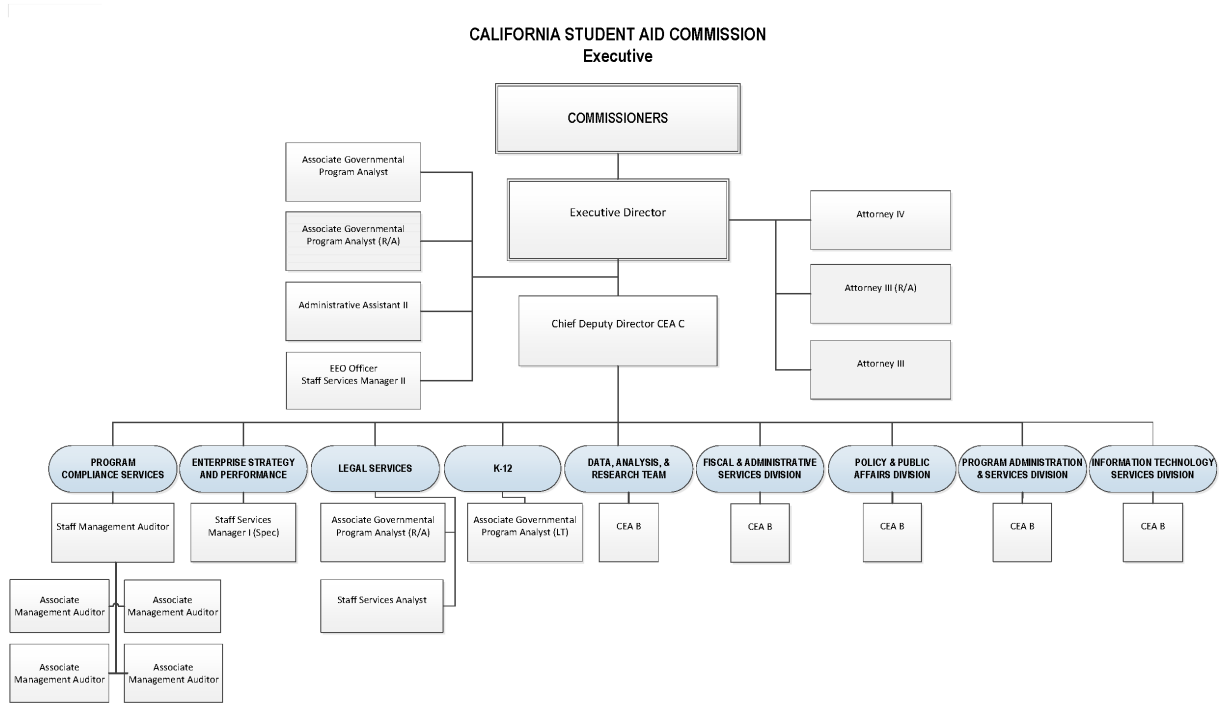 CALIFORNIA STUDENT AID COMMISSION
Executive
COMMISSIONERS
Associate Governmental
Program Analyst
Executive Director
Attorney IV
Associate Governmental
Program Analyst (R/A)
Attorney III (R/A)
Administrative Assistant II
Chief Deputy Director CEA C
Attorney III
EEO Officer
Staff Services Manager II
PROGRAM
COMPLIANCE SERVICES
ENTERPRISE STRATEGY
AND PERFORMANCE
LEGAL SERVICES
K-12
DATA, ANALYSIS, &
RESEARCH TEAM
FISCAL & ADMINISTRATIVE
SERVICES DIVISION
POLICY & PUBLIC
AFFAIRS DIVISION
PROGRAM ADMINISTRATION
& SERVICES DIVISION
INFORMATION TECHNOLOGY
SERVICES DIVISION
Staff Management Auditor
Staff Services
Manager I (Spec)
Associate Governmental
Program Analyst (R/A)
Associate Governmental
Program Analyst (LT)
CEA B
CEA B
CEA B
CEA B
CEA B
Associate
Management Auditor
Associate
Management Auditor
Staff Services Analyst
Associate
Management Auditor
Associate
Management Auditor